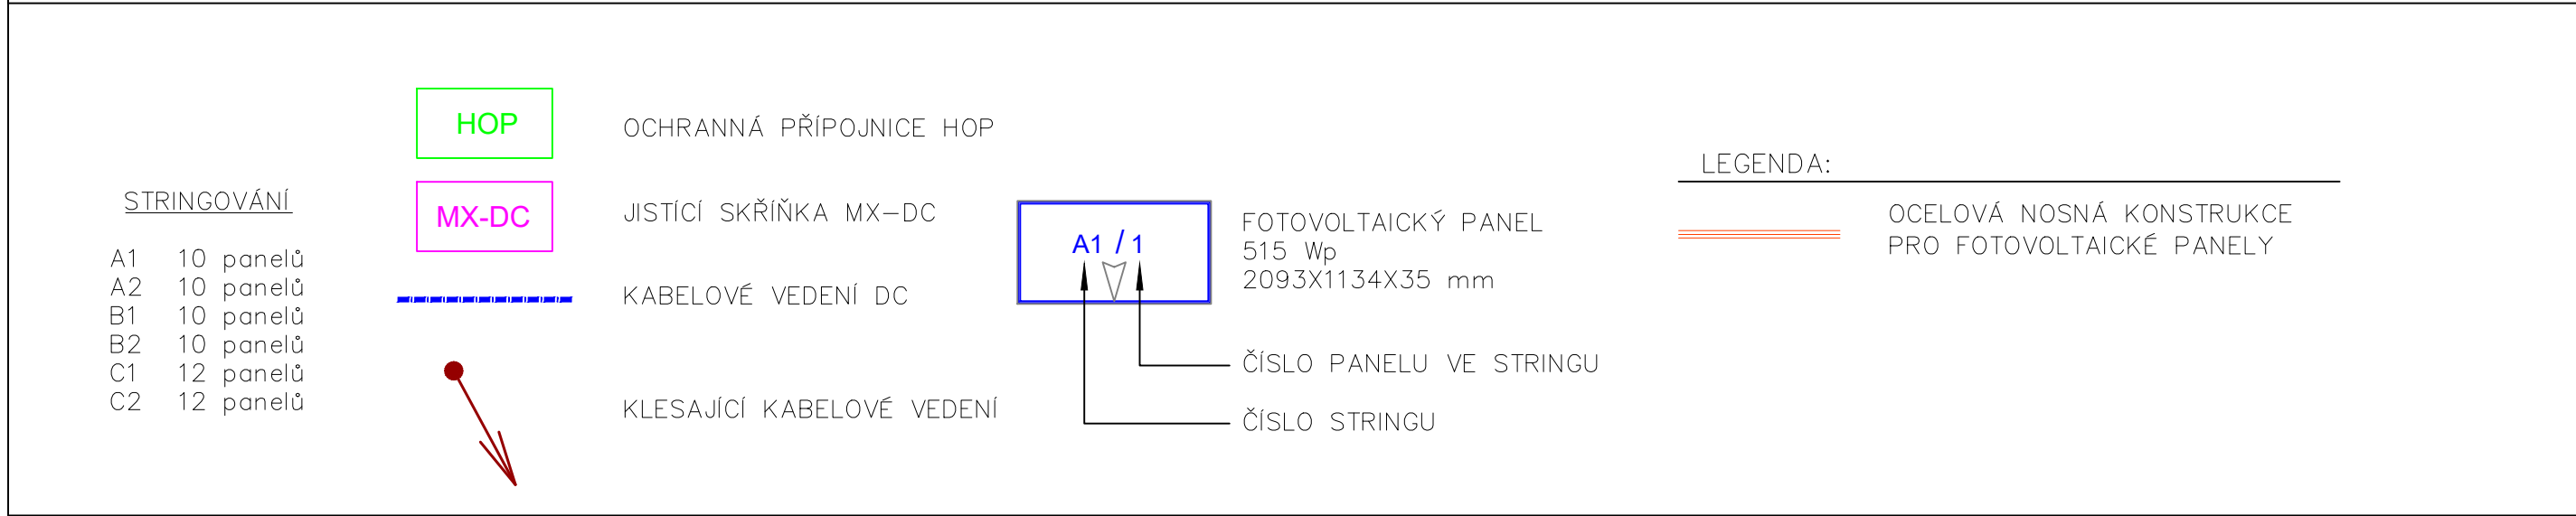 STRINGOVÁNÍ
A1 10 panelů
A2 10 panelů
B1 10 panelů
B2 10 panelů
C1 12 panelů
C2 12 panelů
HOP
OCHRANNÁ PŘÍPOJNICE HOP
MX-DC
JISTÍCÍ SKŘÍŇKA MX-DC
KABELOVÉ VEDENÍ DC
KLESAJÍCÍ KABELOVÉ VEDENÍ
A1 / 1
FOTOVOLTAICKÝ PANEL
515 Wp
2093X1134X35 mm
ČÍSLO PANELU VE STRINGU
ČÍSLO STRINGU
LEGENDA:
OCELOVÁ NOSNÁ KONSTRUKCE
PRO FOTOVOLTAICKÉ PANELY